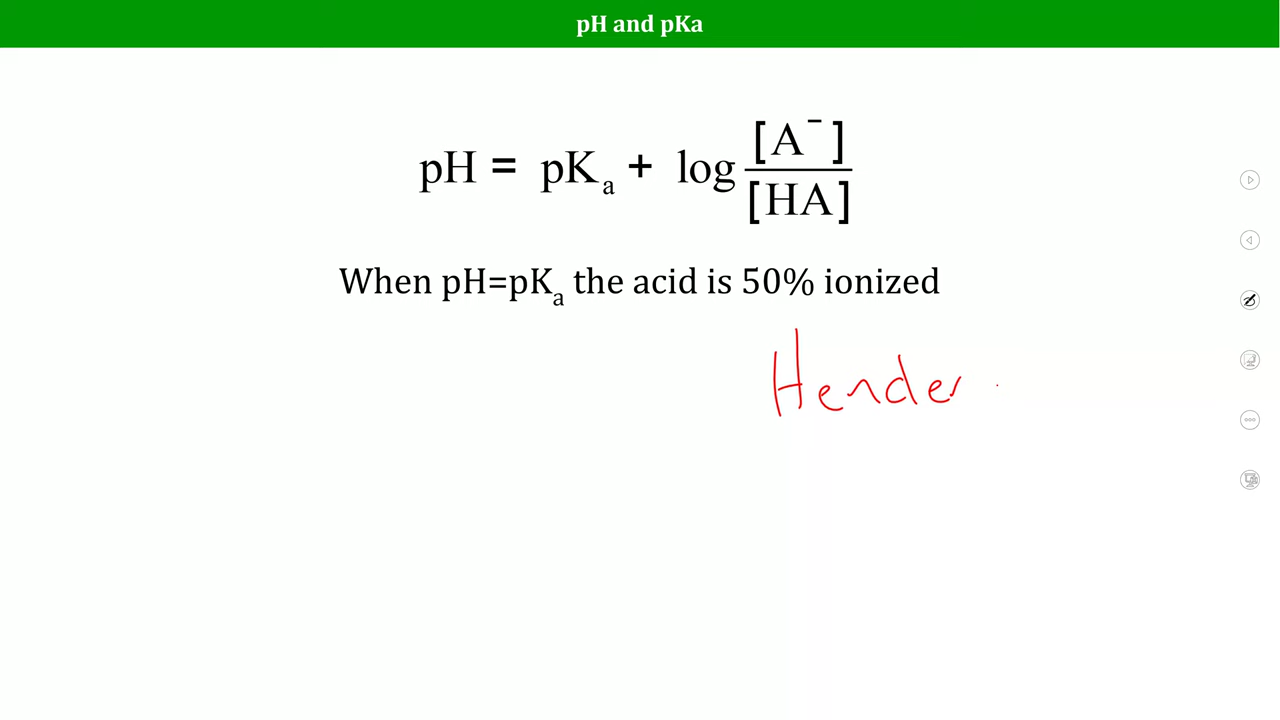 pH and pKa
pH = pKₐ + log [A⁻] / [HA]
When pH=pKₐ the acid is 50% ionized
Hender